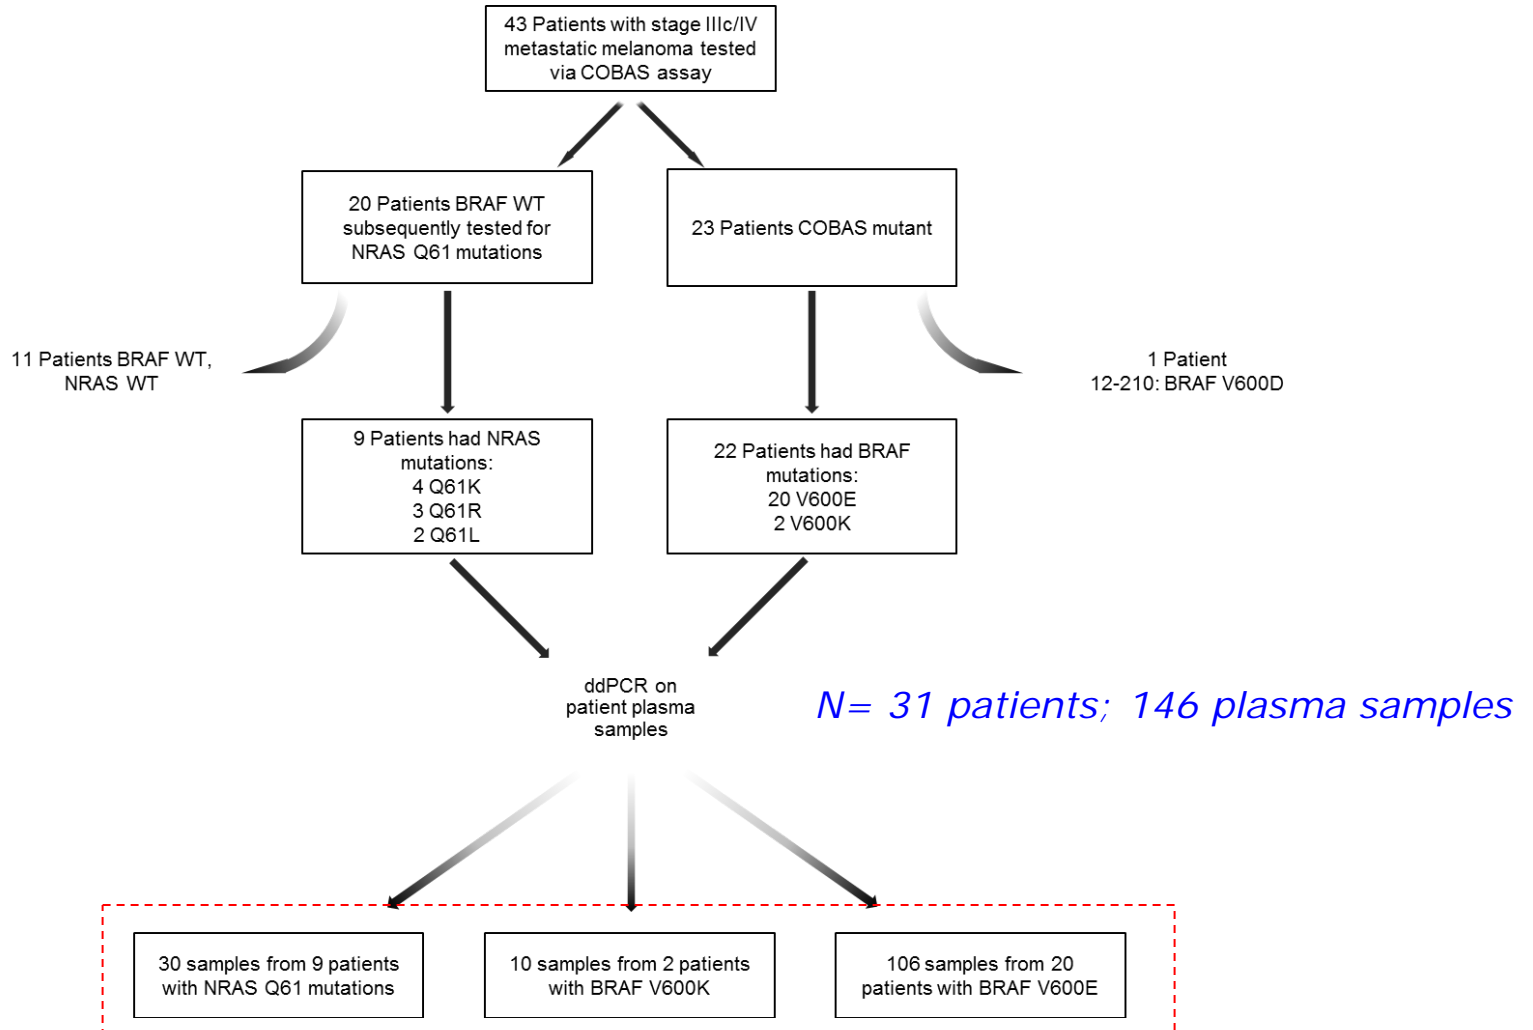 43 Patients with stage IIIc/IV
metastatic melanoma tested
via COBAS assay
20 Patients BRAF WT
subsequently tested for
NRAS Q61 mutations
23 Patients COBAS mutant
11 Patients BRAF WT,
NRAS WT
1 Patient
12-210: BRAF V600D
9 Patients had NRAS
mutations:
4 Q61K
3 Q61R
2 Q61L
22 Patients had BRAF
mutations:
20 V600E
2 V600K
ddPCR on
patient plasma
samples
N= 31 patients; 146 plasma samples
30 samples from 9 patients
with NRAS Q61 mutations
10 samples from 2 patients
with BRAF V600K
106 samples from 20
patients with BRAF V600E